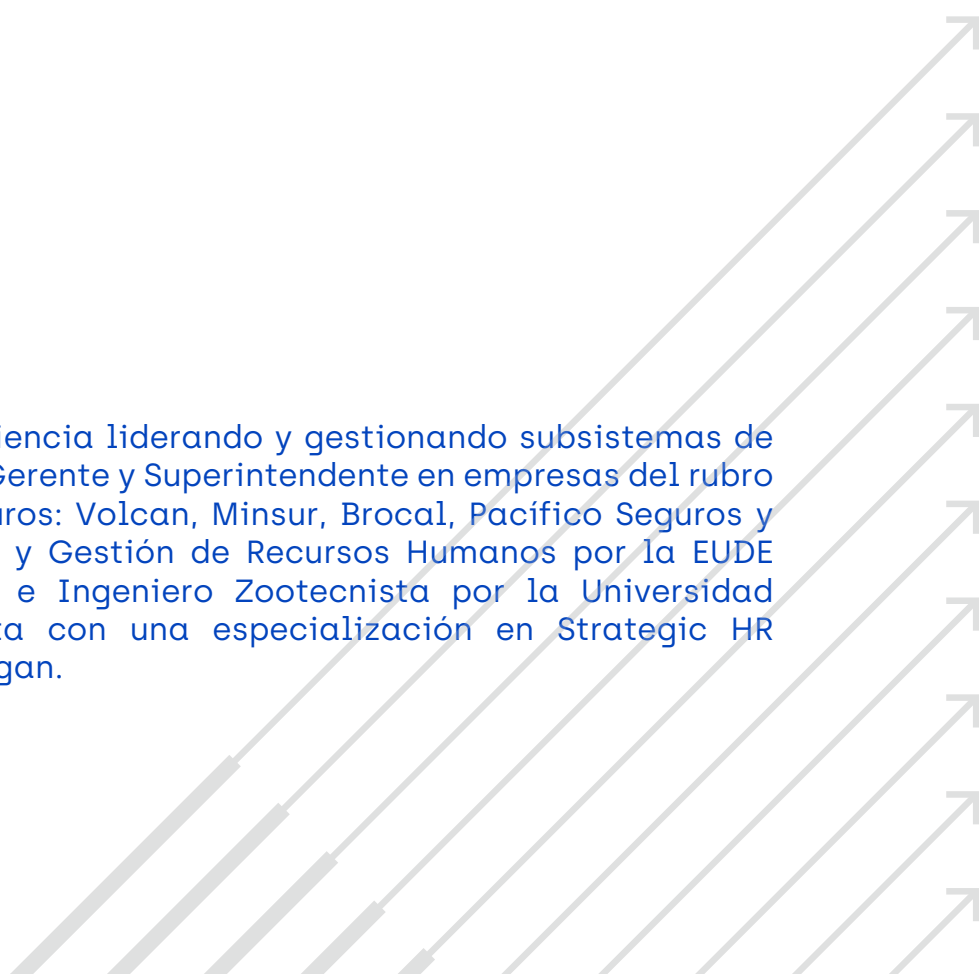 iencia liderando y gestionando subsistemas de
Gerente y Superintendente en empresas del rubro
uros: Volcan, Minsur, Brocal, Pacífico Seguros y
y Gestión de Recursos Humanos por la EUDE
e Ingeniero Zootecnista por la Universidad
ta con una especialización en Strategic HR
gan.